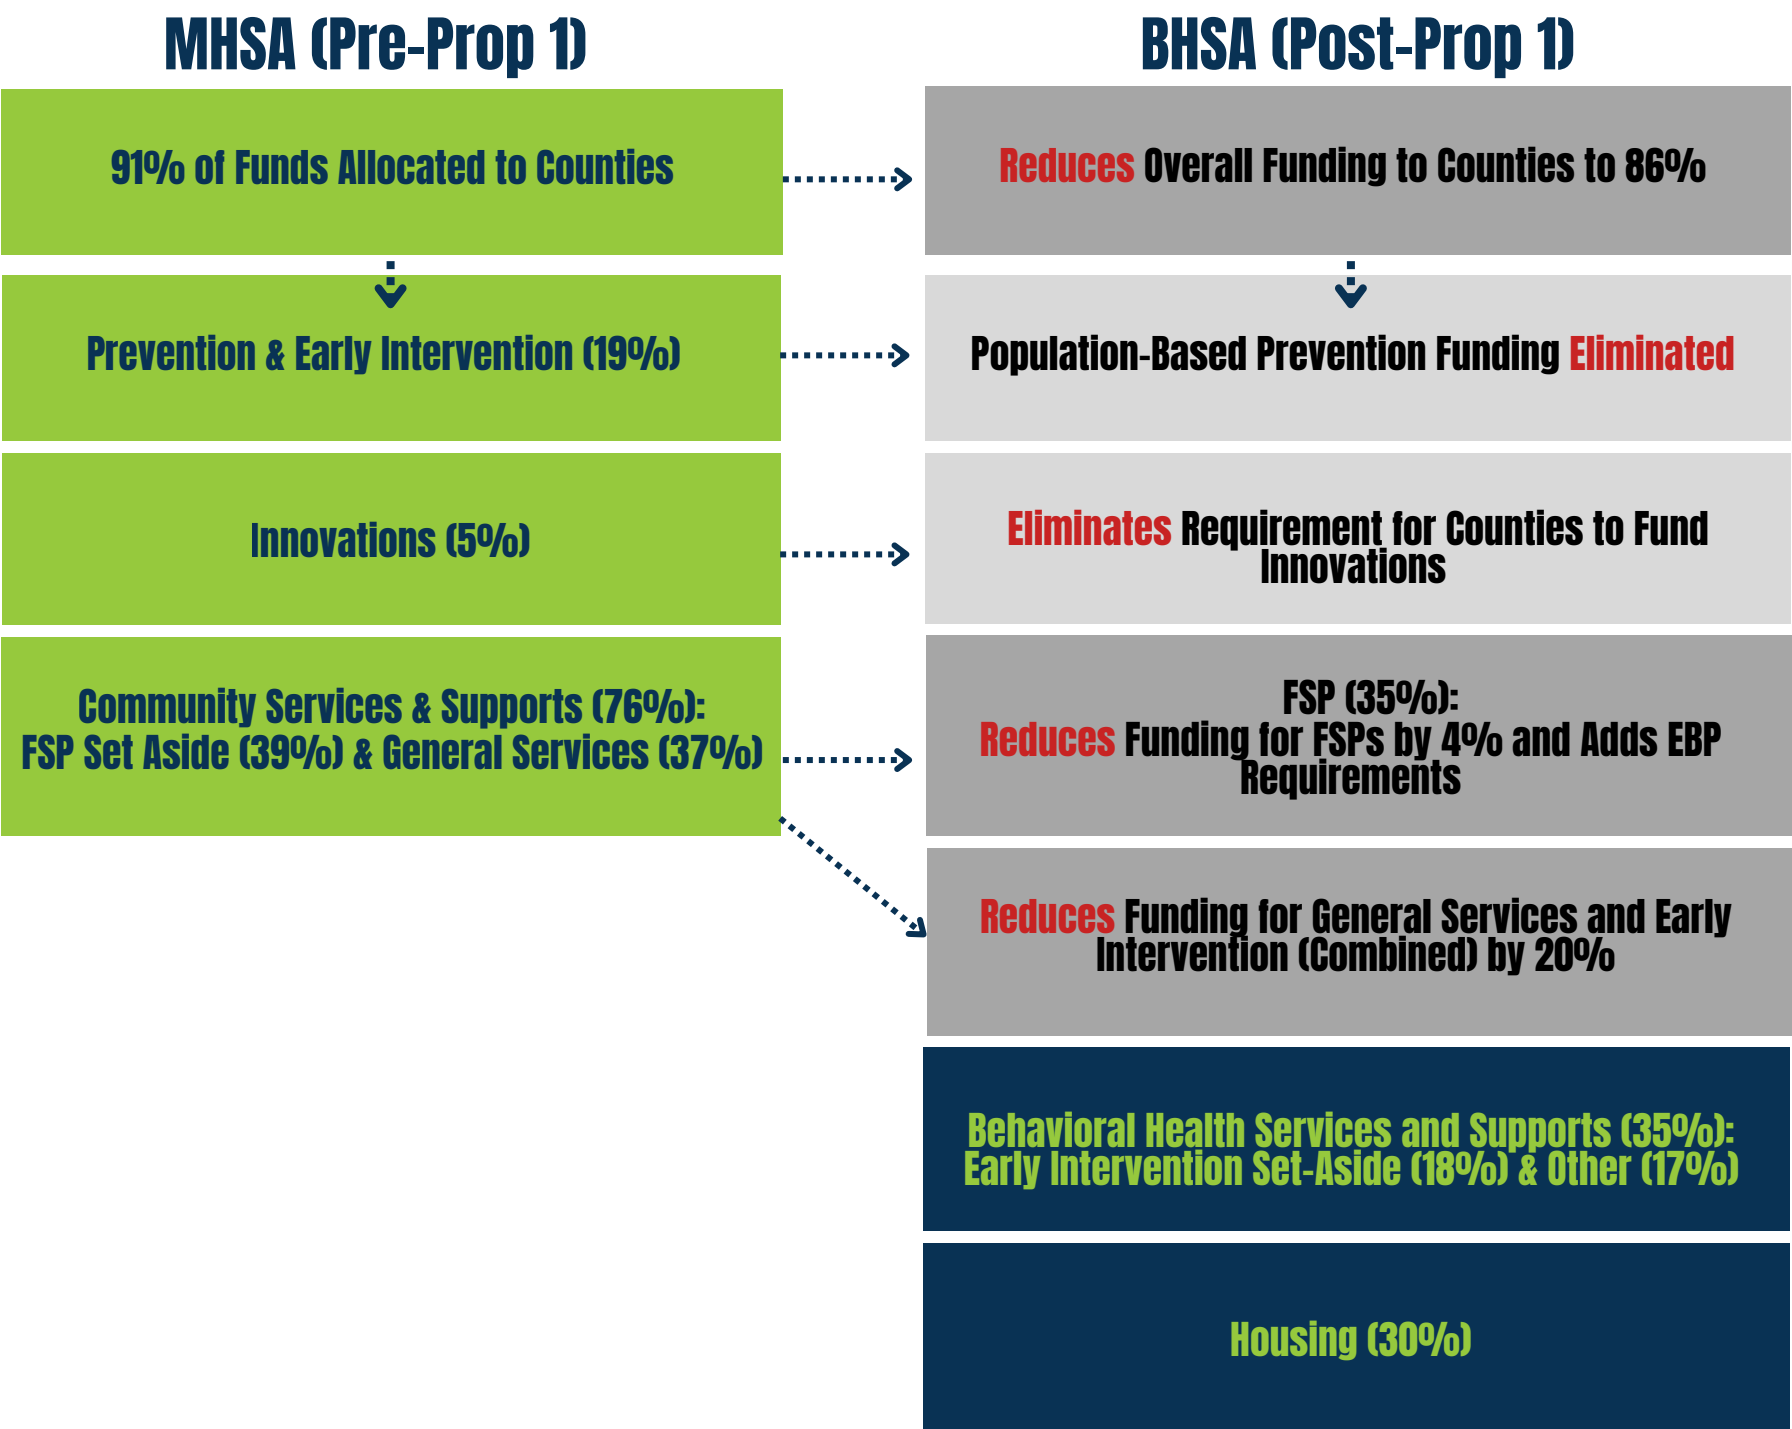 MHSA (Pre-Prop 1)
91% of Funds Allocated to Counties
Prevention & Early Intervention (19%)
Innovations (5%)
Community Services & Supports (76%):
FSP Set Aside (39%) & General Services (37%)
BHSA (Post-Prop 1)
Reduces Overall Funding to Counties to 86%
Population-Based Prevention Funding Eliminated
Eliminates Requirement for Counties to Fund
Innovations
FSP (35%):
Reduces Funding for FSPs by 4% and Adds EBP
Requirements
Reduces Funding for General Services and Early
Intervention (Combined) by 20%
Behavioral Health Services and Supports (35%):
Early Intervention Set-Aside (18%) & Other (17%)
Housing (30%)